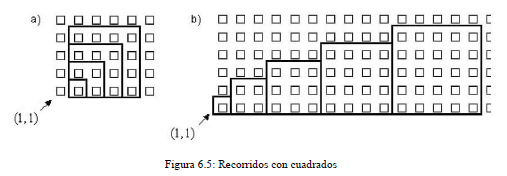 a)
b)
(1,1)
(1,1)
Figura 6.5: Recorridos con cuadrados